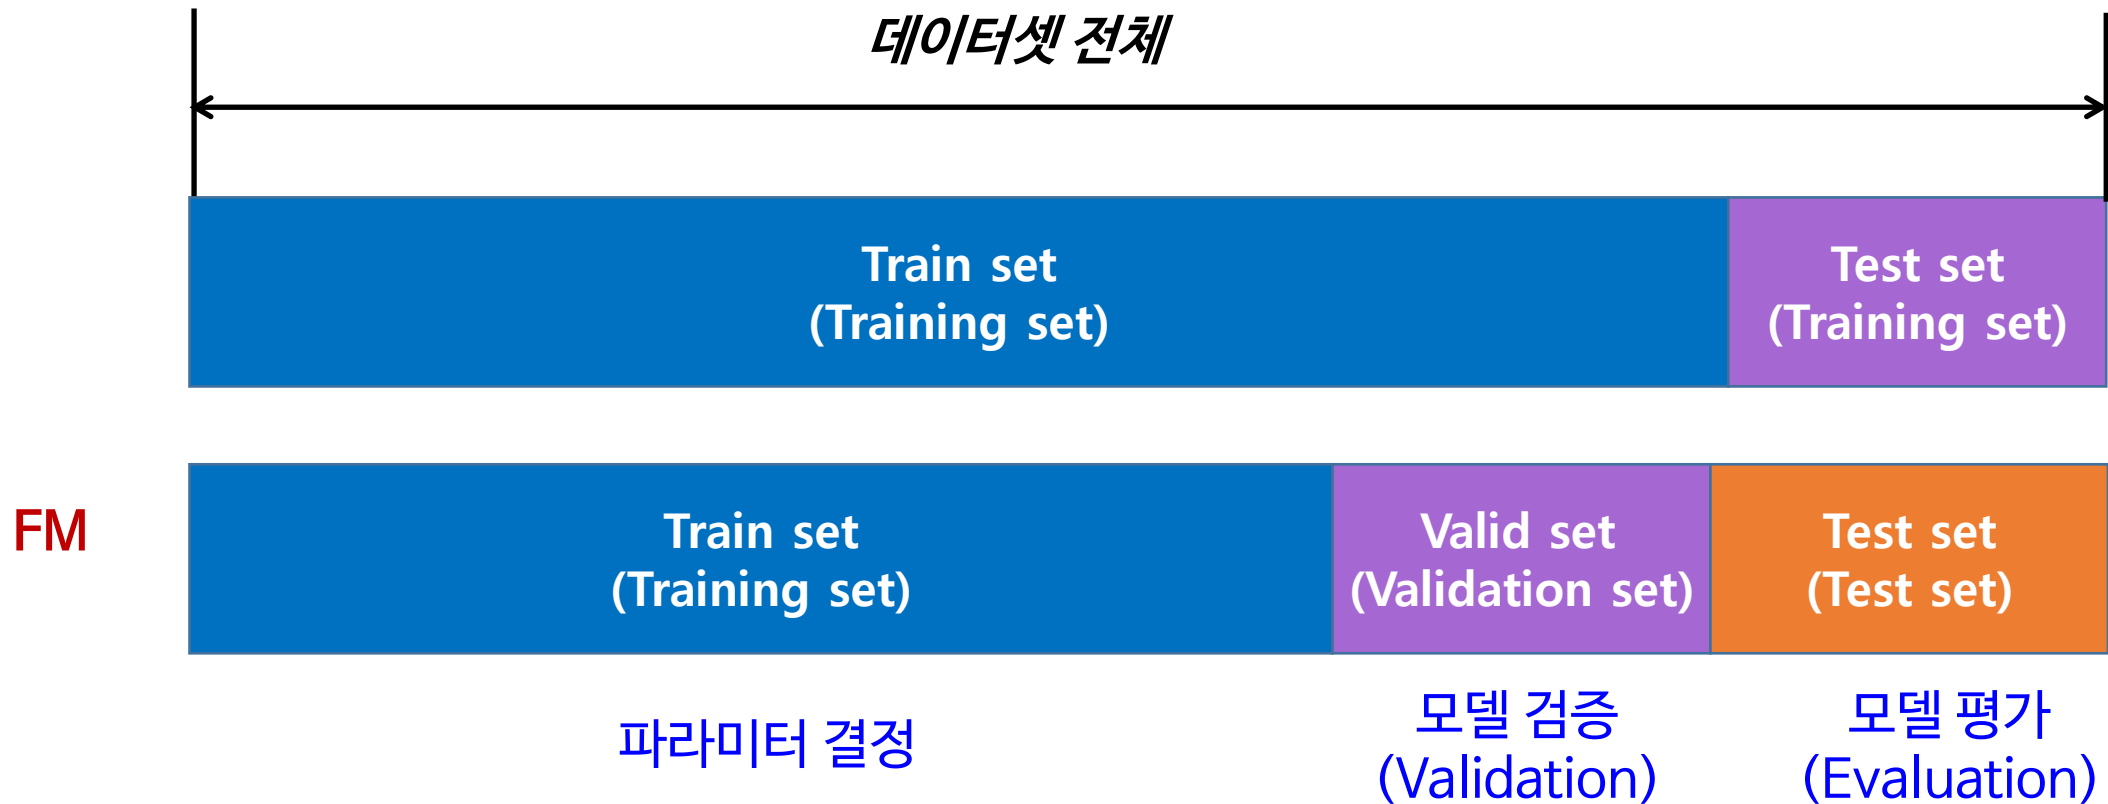 데이터셋 전체
Train set
(Training set)
Test set
(Training set)
FM
Train set
(Training set)
Valid set
(Validation set)
Test set
(Test set)
파라미터 결정
모델 검증
(Validation)
모델 평가
(Evaluation)